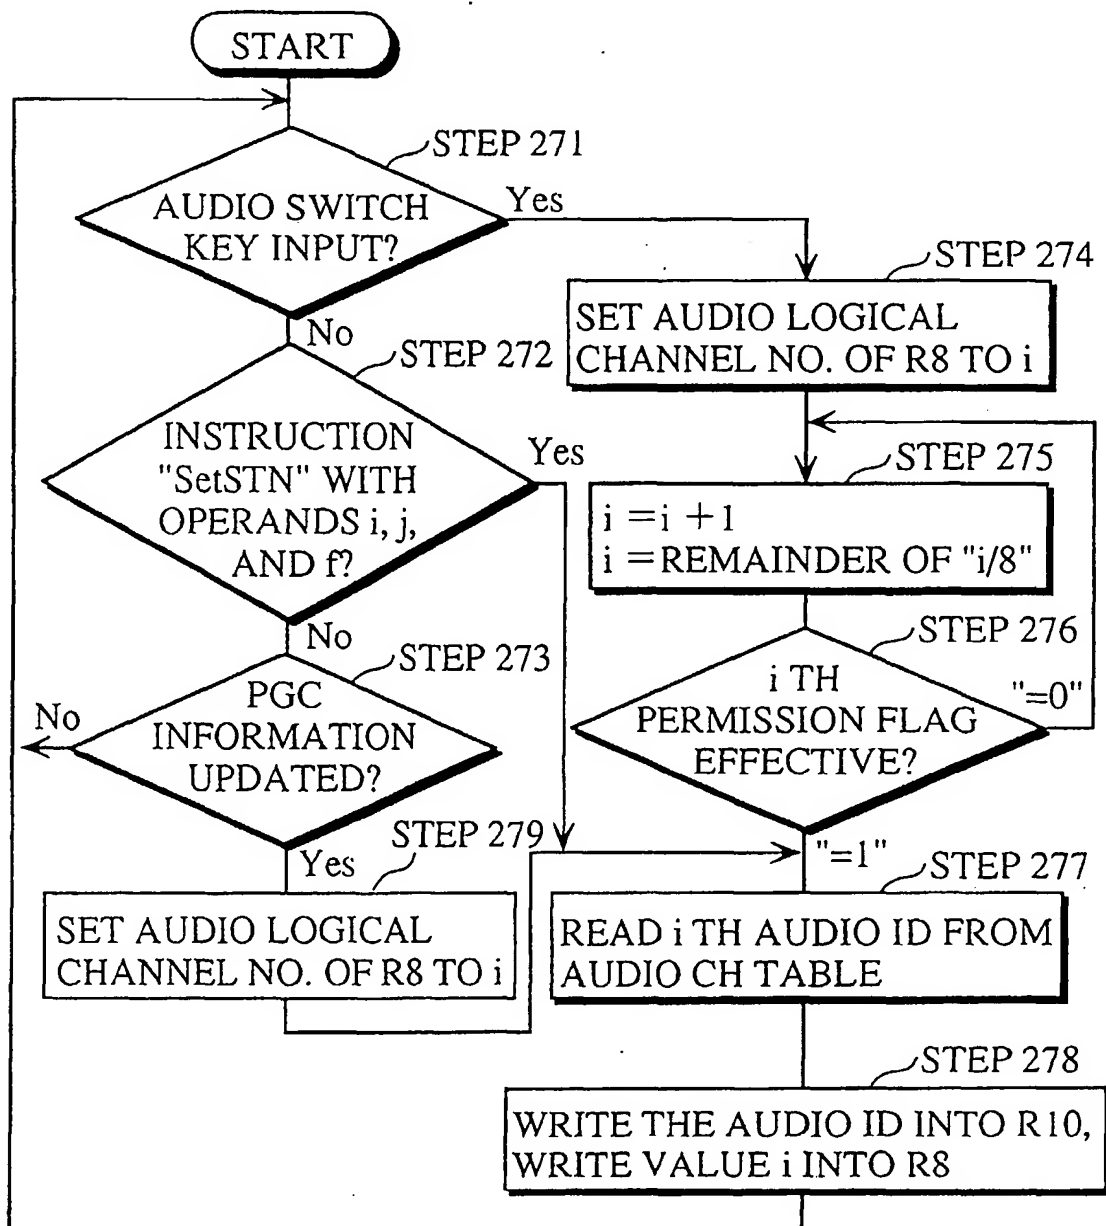 START
STEP 271
AUDIO SWITCH
KEY INPUT?
Yes
No
STEP 274
SET AUDIO LOGICAL
CHANNEL NO. OF R8 TO i
STEP 272
INSTRUCTION
"SetSTN" WITH
OPERANDS i, j,
AND f?
Yes
No
STEP 275
i = i + 1
i = REMAINDER OF "i/8"
STEP 276
i TH
PERMISSION FLAG
EFFECTIVE?
"=0"
"=1"
STEP 273
PGC
INFORMATION
UPDATED?
No
Yes
STEP 279
SET AUDIO LOGICAL
CHANNEL NO. OF R8 TO i
STEP 277
READ i TH AUDIO ID FROM
AUDIO CH TABLE
STEP 278
WRITE THE AUDIO ID INTO R10,
WRITE VALUE i INTO R8